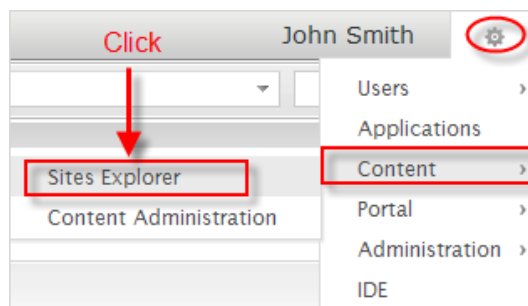 Click
John Smith
Users
Applications
Sites Explorer
Content
Content Administration
Portal
Administration
IDE